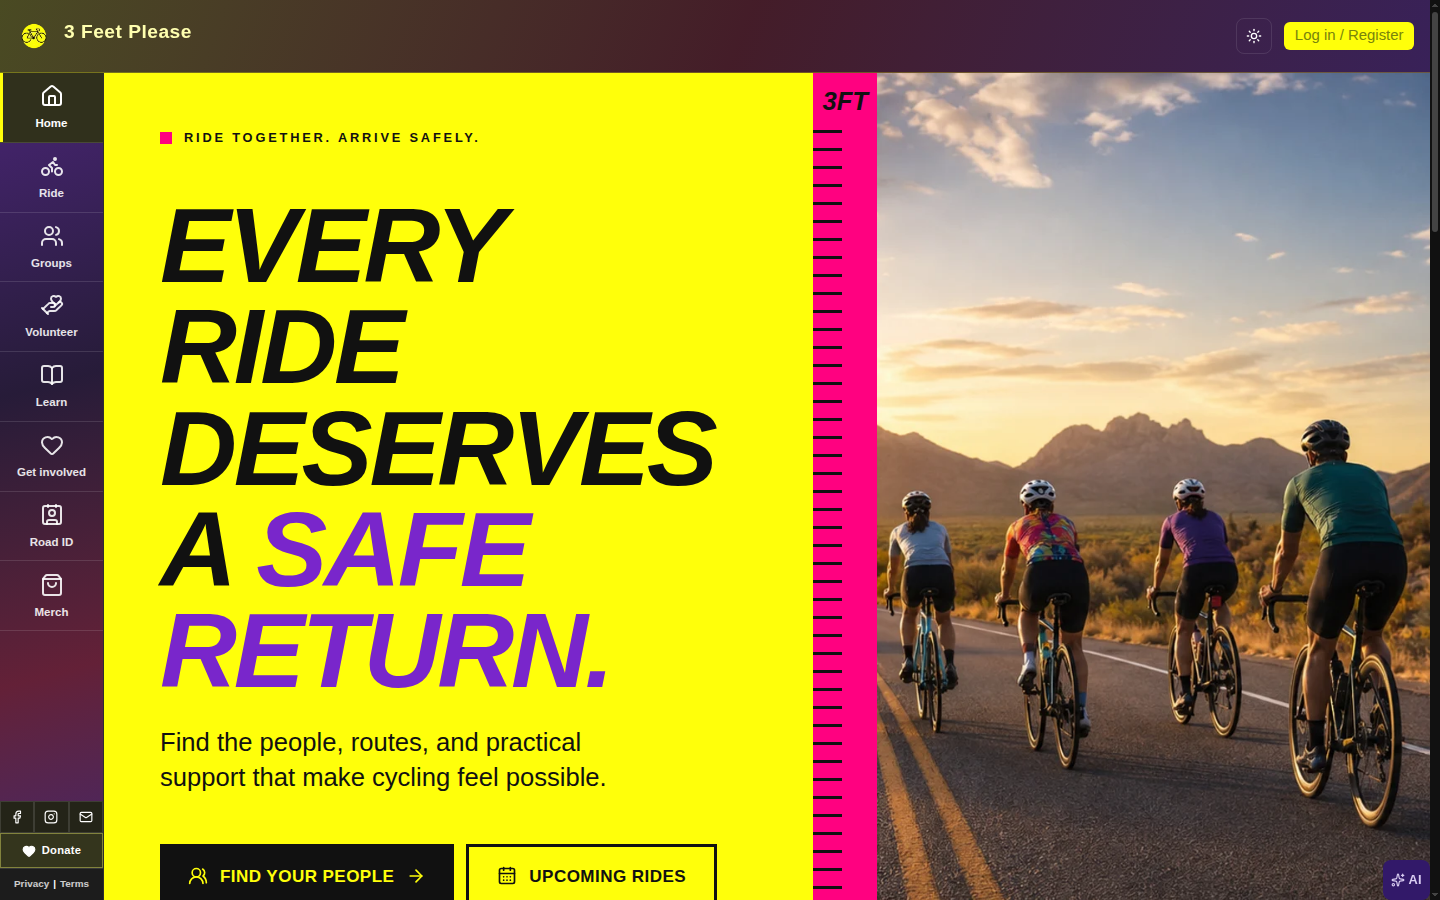 3 Feet Please
Log in / Register
Home
Ride
Groups
Volunteer
Learn
Get involved
Road ID
Merch
Donate
Privacy | Terms
RIDE TOGETHER. ARRIVE SAFELY.
EVERY
RIDE
DESERVES
A SAFE
RETURN.
Find the people, routes, and practical
support that make cycling feel possible.
FIND YOUR PEOPLE
UPCOMING RIDES
3FT
AI